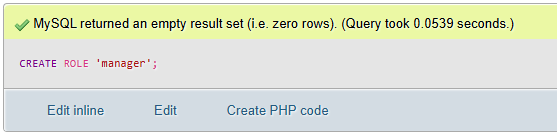 MySQL returned an empty result set (i.e. zero rows). (Query took 0.0539 seconds.)
CREATE ROLE 'manager';
Edit inline Edit Create PHP code